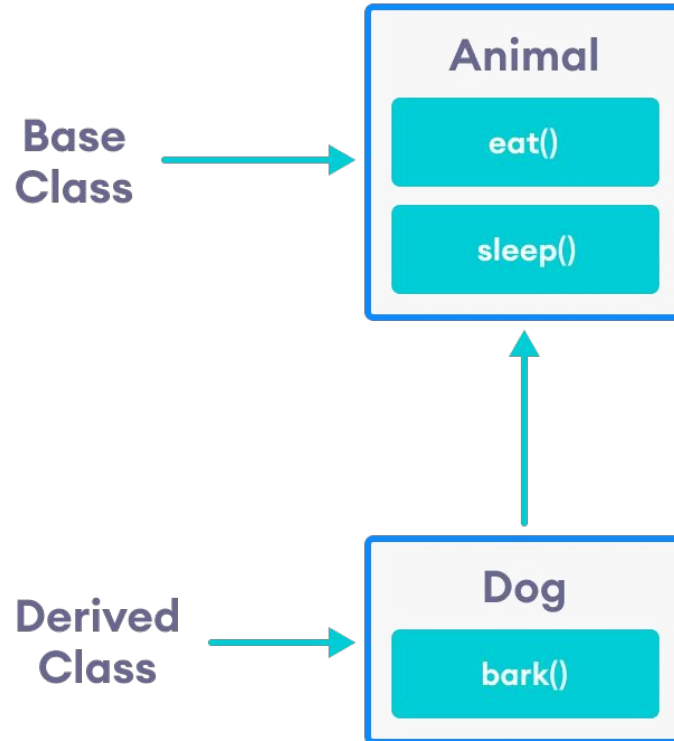 Animal
Base
Class
eat()
sleep()
Dog
Derived
Class
bark()